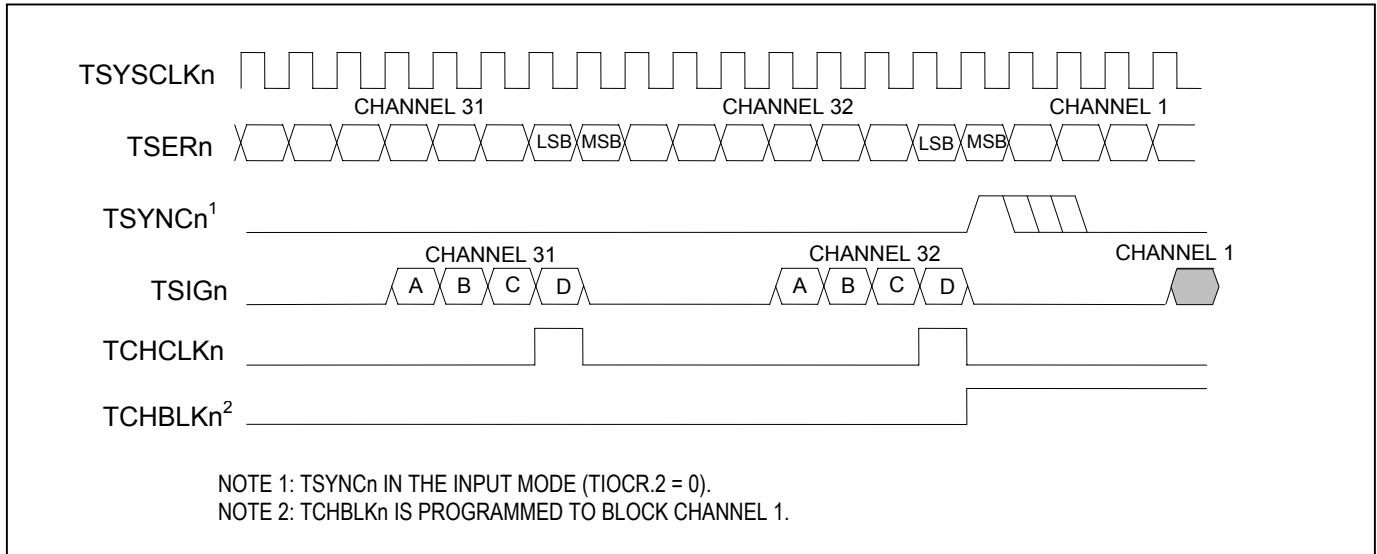 TSYSCLKn
CHANNEL 31 CHANNEL 32 CHANNEL 1
TSERn LSB MSB LSB MSB
TSYNCn1
CHANNEL 31 CHANNEL 32 CHANNEL 1
TSIGn A B C D A B C D
TCHCLKn
TCHBLKn2
NOTE 1: TSYNCn IN THE INPUT MODE (TIOCR.2 = 0).
NOTE 2: TCHBLKn IS PROGRAMMED TO BLOCK CHANNEL 1.